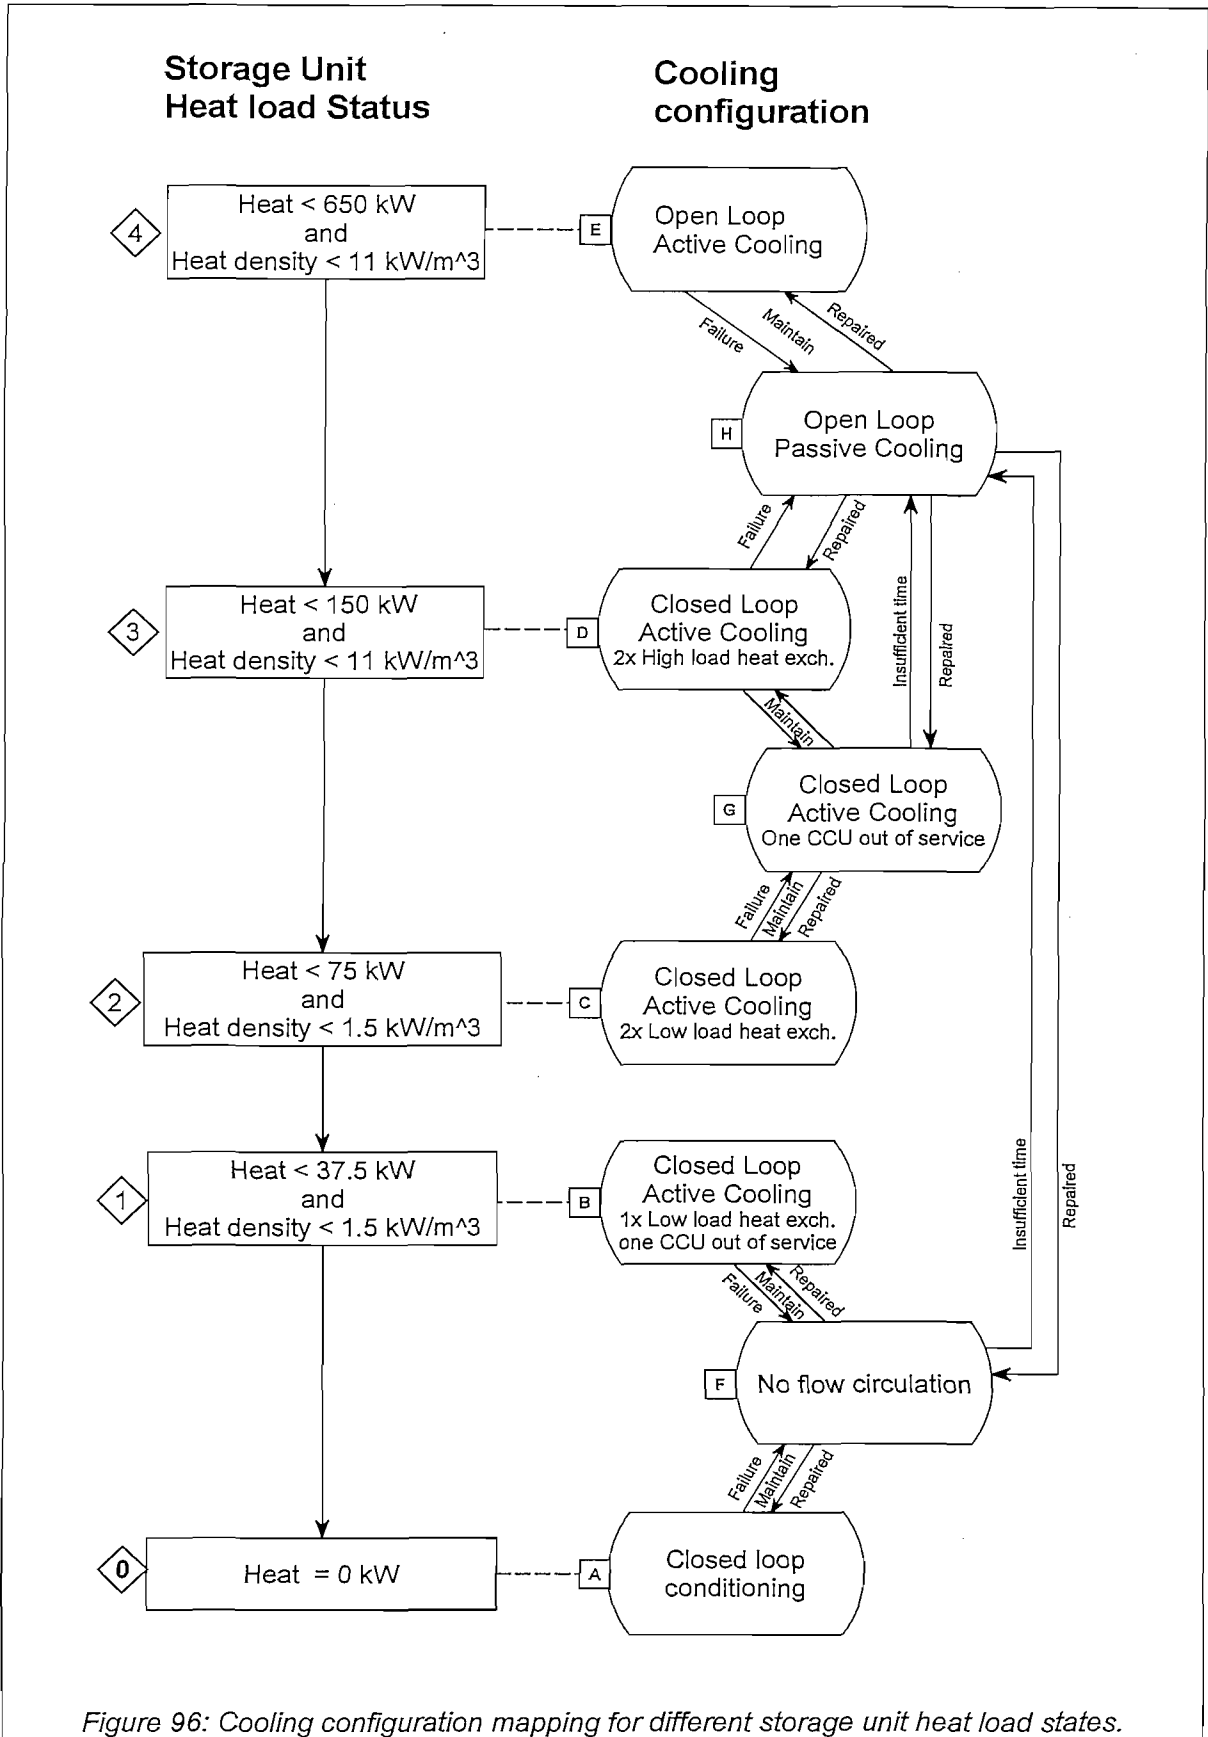 Storage Unit
Heat load Status
Cooling
configuration
4
Heat < 650 kW
and
Heat density < 11 kW/m^3
E
Open Loop
Active Cooling
Failure
Maintain
Repaired
H
Open Loop
Passive Cooling
Failure
Repaired
Insufficient time
Repaired
3
Heat < 150 kW
and
Heat density < 11 kW/m^3
D
Closed Loop
Active Cooling
2x High load heat exch.
Maintain
G
Closed Loop
Active Cooling
One CCU out of service
Failure
Maintain
Repaired
2
Heat < 75 kW
and
Heat density < 1.5 kW/m^3
C
Closed Loop
Active Cooling
2x Low load heat exch.
1
Heat < 37.5 kW
and
Heat density < 1.5 kW/m^3
B
Closed Loop
Active Cooling
1x Low load heat exch.
one CCU out of service
Insufficient time
Repaired
Failure
Maintain
Repaired
F
No flow circulation
Failure
Maintain
Repaired
0
Heat = 0 kW
A
Closed loop
conditioning
Figure 96: Cooling configuration mapping for different storage unit heat load states.